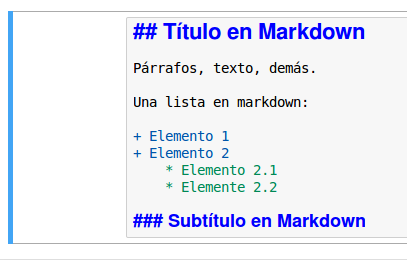 ## Título en Markdown
Párrafos, texto, demás.
Una lista en markdown:
+ Elemento 1
+ Elemento 2
* Elemento 2.1
* Elemente 2.2
### Subtítulo en Markdown